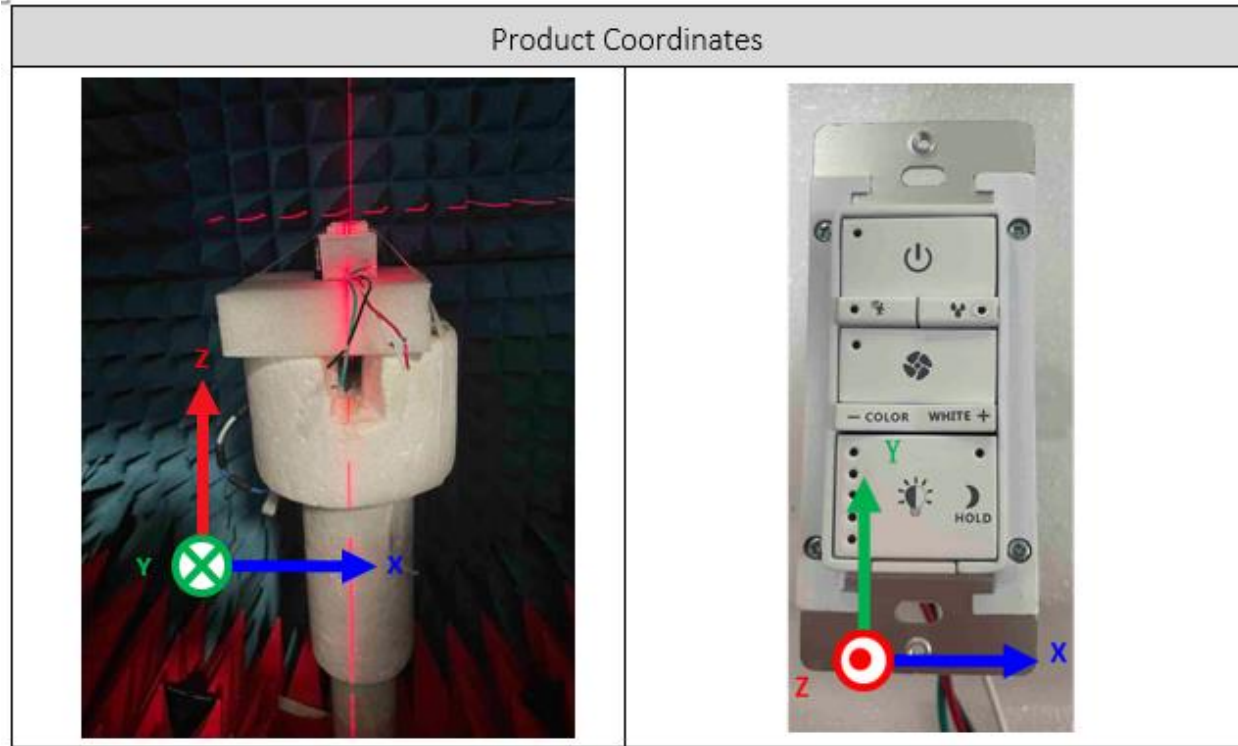 Product Coordinates
Z
Y
X
− COLOR WHITE +
Y
HOLD
Z
X